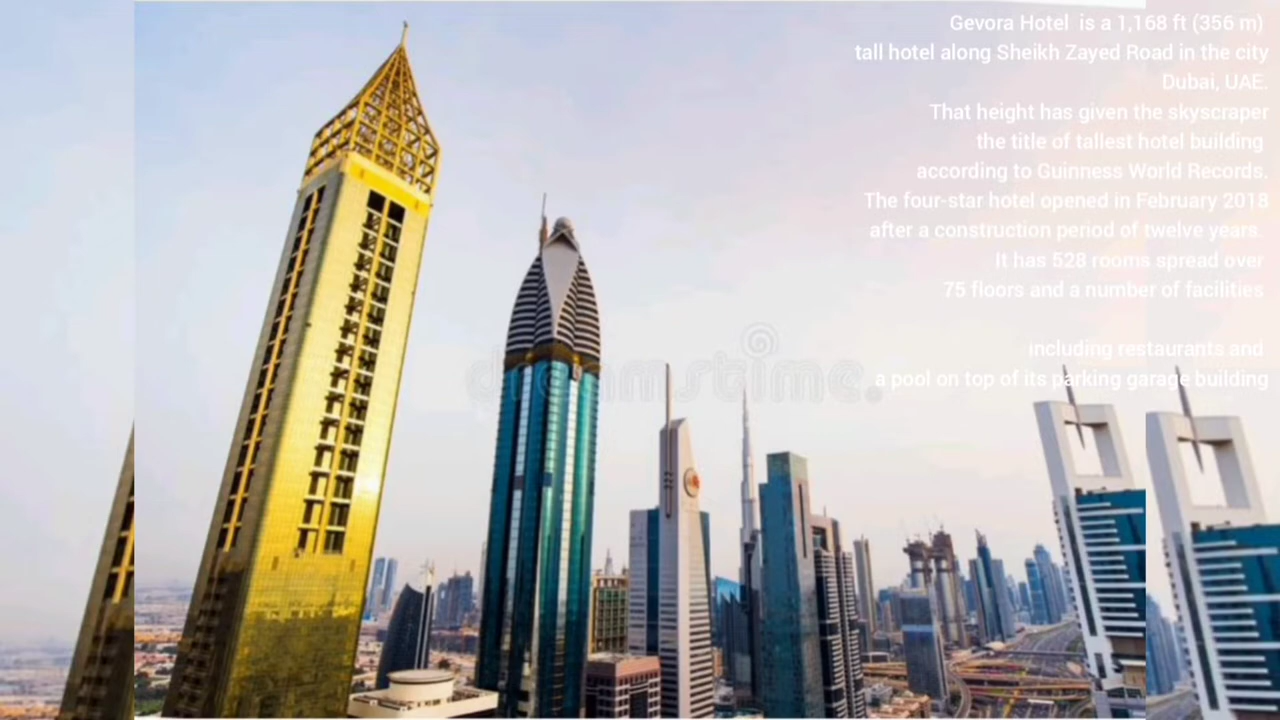 Gevora Hotel is a 1,168 ft (356 m)
tall hotel along Sheikh Zayed Road in the city
Dubai, UAE.
That height has given the skyscraper
the title of tallest hotel building
according to Guinness World Records.
The four-star hotel opened in February 2018
after a construction period of twelve years.
It has 528 rooms spread over
75 floors and a number of facilities
including restaurants and
a pool on top of its parking garage building
dreamstime.